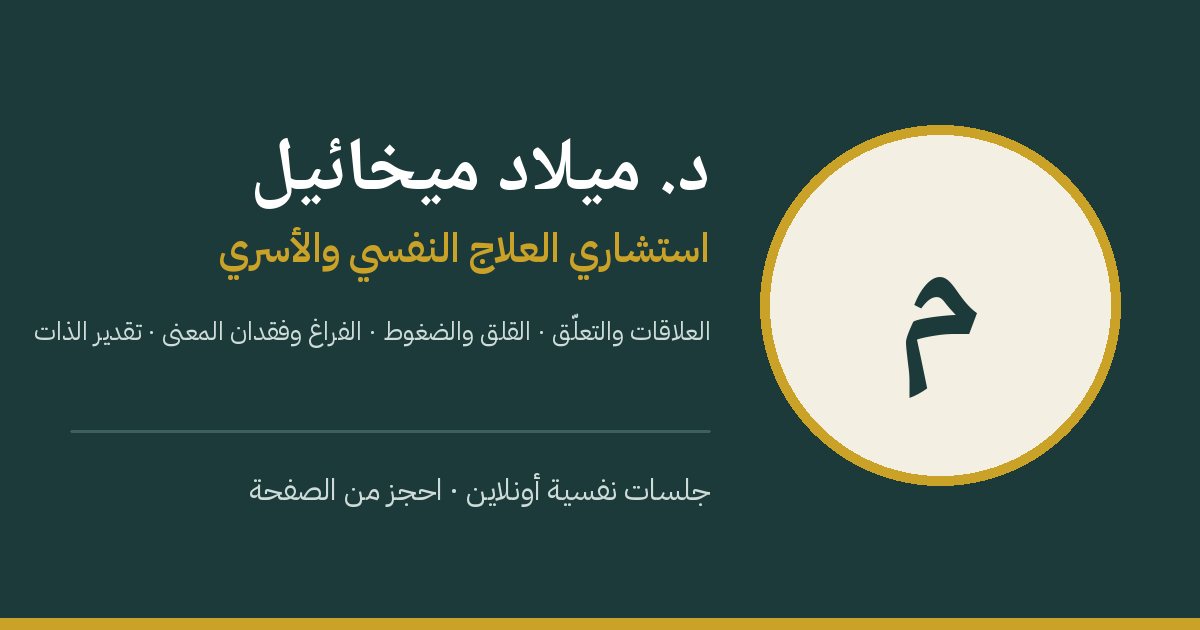 د. ميلاد ميخائيل
استشاري العلاج النفسي والأسري
العلاقات والتعلّق · القلق والضغوط · الفراغ وفقدان المعنى · تقدير الذات
جلسات نفسية أونلاين · احجز من الصفحة
م